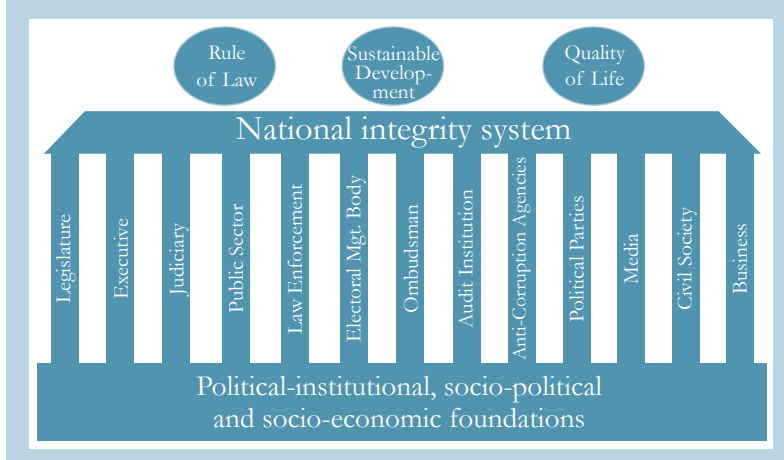 Rule
of Law
Sustainable
Develop-
ment
Quality
of Life
National integrity system
Legislature
Executive
Judiciary
Public Sector
Law Enforcement
Electoral Mgt. Body
Ombudsman
Audit Institution
Anti-Corruption Agencies
Political Parties
Media
Civil Society
Business
Political-institutional, socio-political
and socio-economic foundations